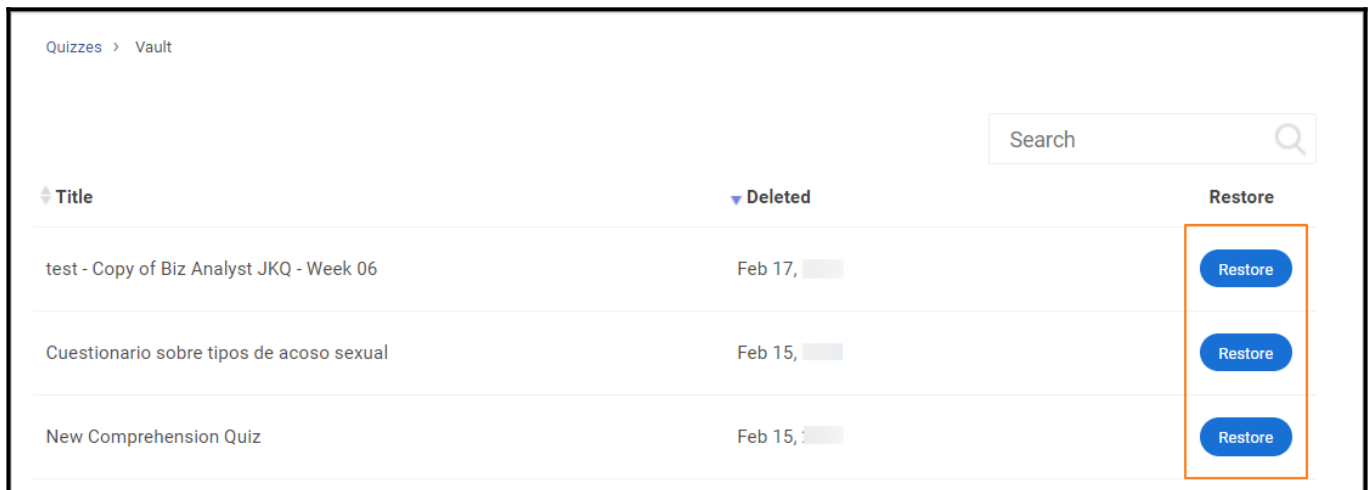 Quizzes > Vault
Search
Title Deleted Restore
test - Copy of Biz Analyst JKQ - Week 06 Feb 17, Restore
Cuestionario sobre tipos de acoso sexual Feb 15, Restore
New Comprehension Quiz Feb 15, Restore